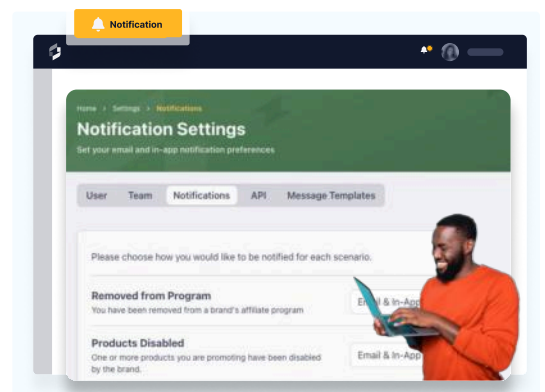 Notification
Home > Settings > Notifications
Notification Settings
Set your email and in-app notification preferences
User Team Notifications API Message Templates
Please choose how you would like to be notified for each scenario.
Removed from Program
You have been removed from a brand's affiliate program
Email & In-App
Products Disabled
One or more products you are promoting have been disabled
by the brand.
Email & In-App